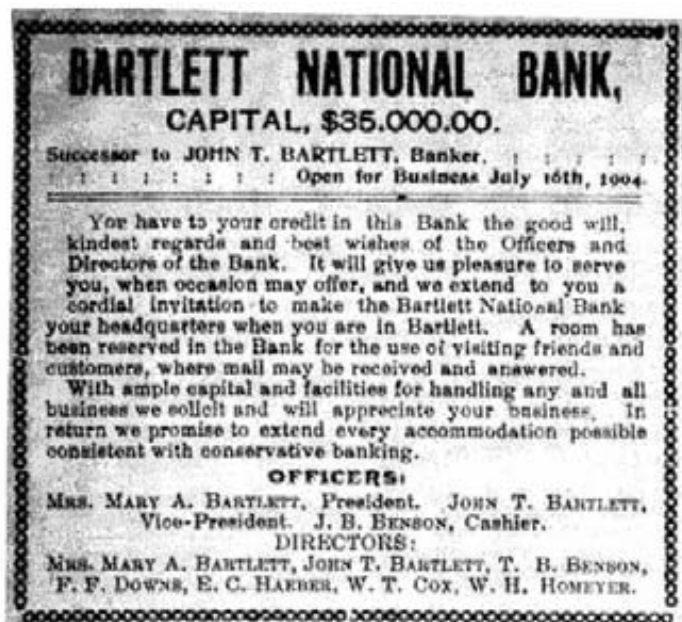 BARTLETT NATIONAL BANK,
CAPITAL, $35.000.00.
Successor to JOHN T. BARTLETT, Banker. : : : : :
: : : : : : : : Open for Business July 16th, 1904.
You have to your credit in this Bank the good will,
kindest regards and best wishes of the Officers and
Directors of the Bank. It will give us pleasure to serve
you, when occasion may offer, and we extend to you a
cordial invitation to make the Bartlett National Bank
your headquarters when you are in Bartlett. A room has
been reserved in the Bank for the use of visiting friends and
customers, where mail may be received and answered.
With ample capital and facilities for handling any and all
business we solicit and will appreciate your business. In
return we promise to extend every accommodation possible
consistent with conservative banking.
OFFICERS:
MRS. MARY A. BARTLETT, President. JOHN T. BARTLETT,
Vice-President. J. B. BENSON, Cashier.
DIRECTORS:
MRS. MARY A. BARTLETT, JOHN T. BARTLETT, T. B. BENSON,
F. F. DOWNS, E. C. HAEBER, W. T. COX, W. H. HOMEYER.